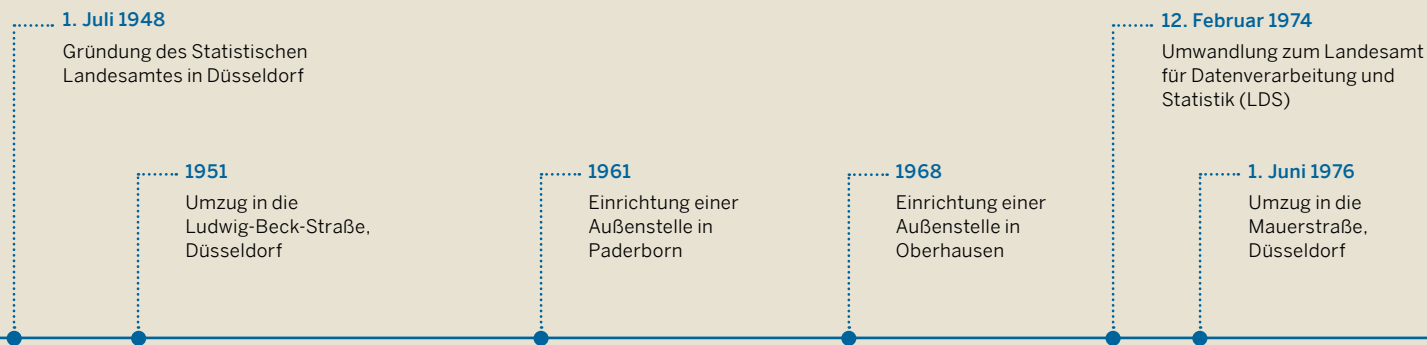 1. Juli 1948
Gründung des Statistischen
Landesamtes in Düsseldorf
1951
Umzug in die
Ludwig-Beck-Straße,
Düsseldorf
1961
Einrichtung einer
Außenstelle in
Paderborn
1968
Einrichtung einer
Außenstelle in
Oberhausen
12. Februar 1974
Umwandlung zum Landesamt
für Datenverarbeitung und
Statistik (LDS)
1. Juni 1976
Umzug in die
Mauerstraße,
Düsseldorf